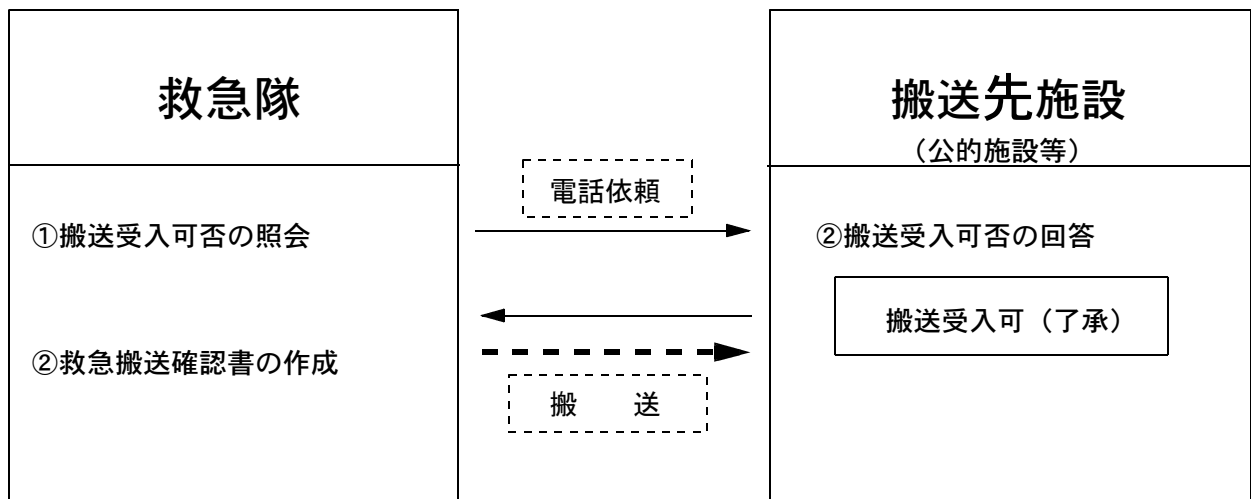 救急隊
搬送先施設
(公的施設等)
電話依頼
①搬送受入可否の照会
②搬送受入可否の回答
搬送受入可(了承)
②救急搬送確認書の作成
搬　　送